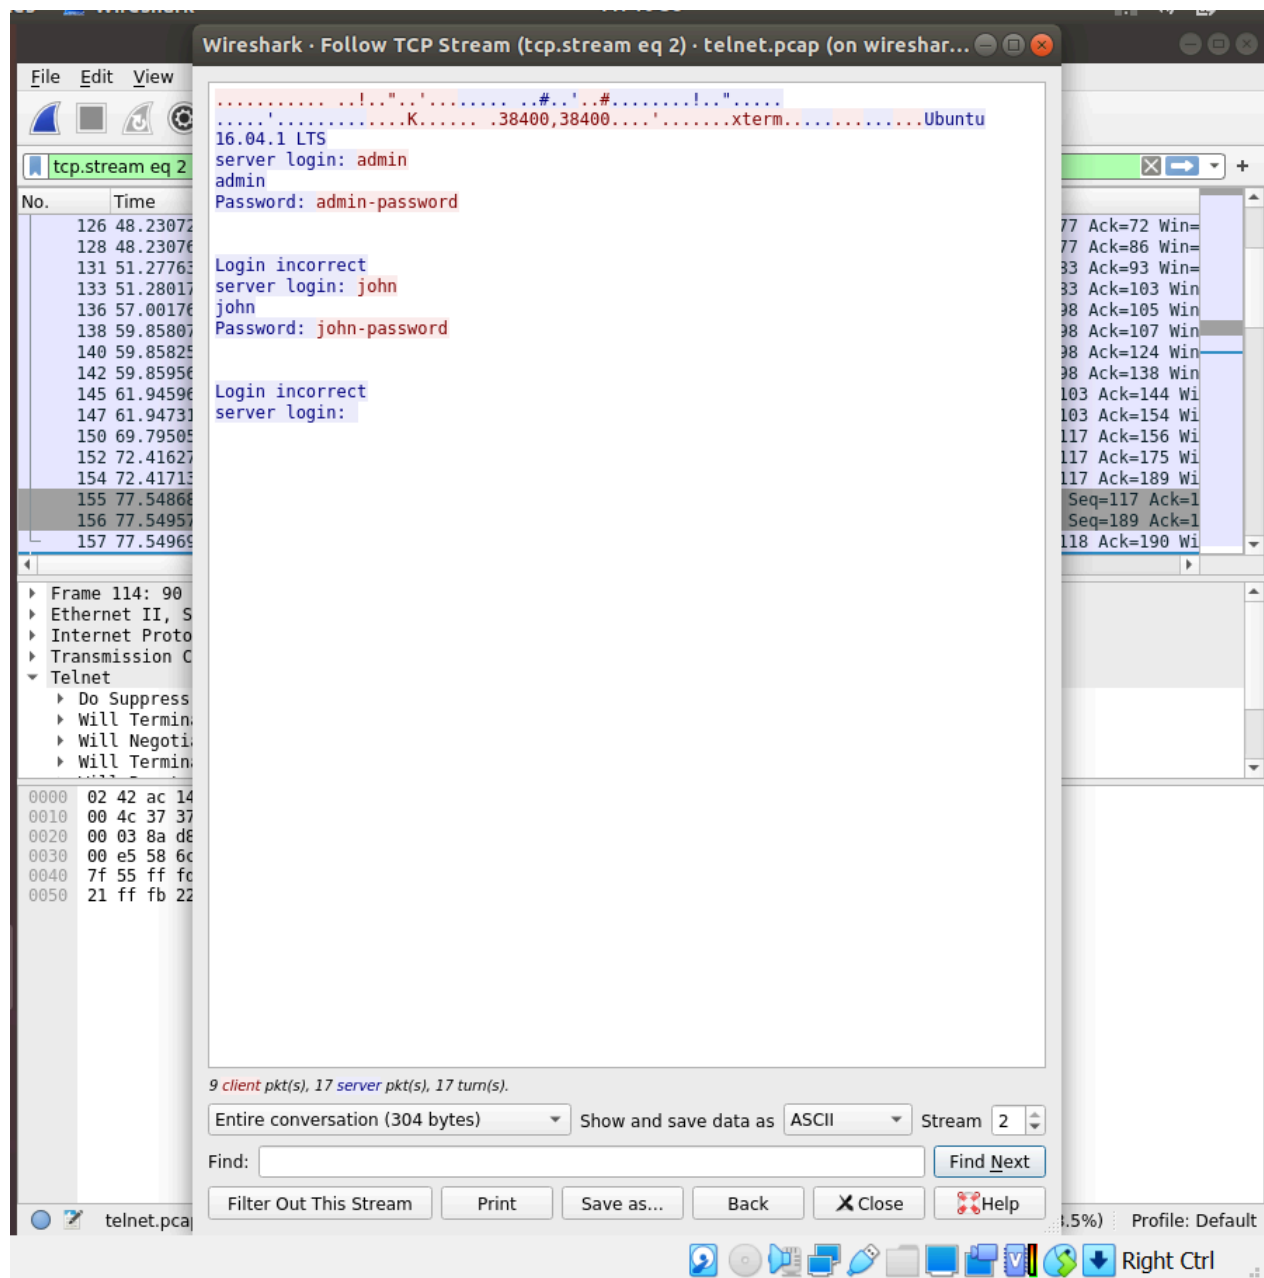 Wireshark · Follow TCP Stream (tcp.stream eq 2) · telnet.pcap (on wireshar...
File Edit View
........... ..!.."..'......... ..#..'..#........!..".....
.....'.............K...... .38400,38400....'.......xterm..............Ubuntu
16.04.1 LTS
server login: admin
admin
Password: admin-password
Login incorrect
server login: john
john
Password: john-password
Login incorrect
server login:
tcp.stream eq 2
+
No. Time
126 48.23072 77 Ack=72 Win=
128 48.23076 77 Ack=86 Win=
131 51.27763 83 Ack=93 Win=
133 51.28017 83 Ack=103 Win
136 57.00176 98 Ack=105 Win
138 59.85807 98 Ack=107 Win
140 59.85825 98 Ack=124 Win
142 59.85956 98 Ack=138 Win
145 61.94596 103 Ack=144 Wi
147 61.94731 103 Ack=154 Wi
150 69.79505 117 Ack=156 Wi
152 72.41627 117 Ack=175 Wi
154 72.41713 117 Ack=189 Wi
155 77.54868 Seq=117 Ack=1
156 77.54957 Seq=189 Ack=1
157 77.54969 118 Ack=190 Wi
Frame 114: 90
Ethernet II, S
Internet Proto
Transmission C
Telnet
Do Suppress
Will Termina
Will Negotia
Will Termina
0000 02 42 ac 14
0010 00 4c 37 37
0020 00 03 8a d8
0030 00 e5 58 6c
0040 7f 55 ff fd
0050 21 ff fb 22
9 client pkt(s), 17 server pkt(s), 17 turn(s).
Entire conversation (304 bytes) Show and save data as ASCII Stream 2
Find: Find Next
Filter Out This Stream Print Save as... Back Close Help
telnet.pcap .5%) Profile: Default
Right Ctrl